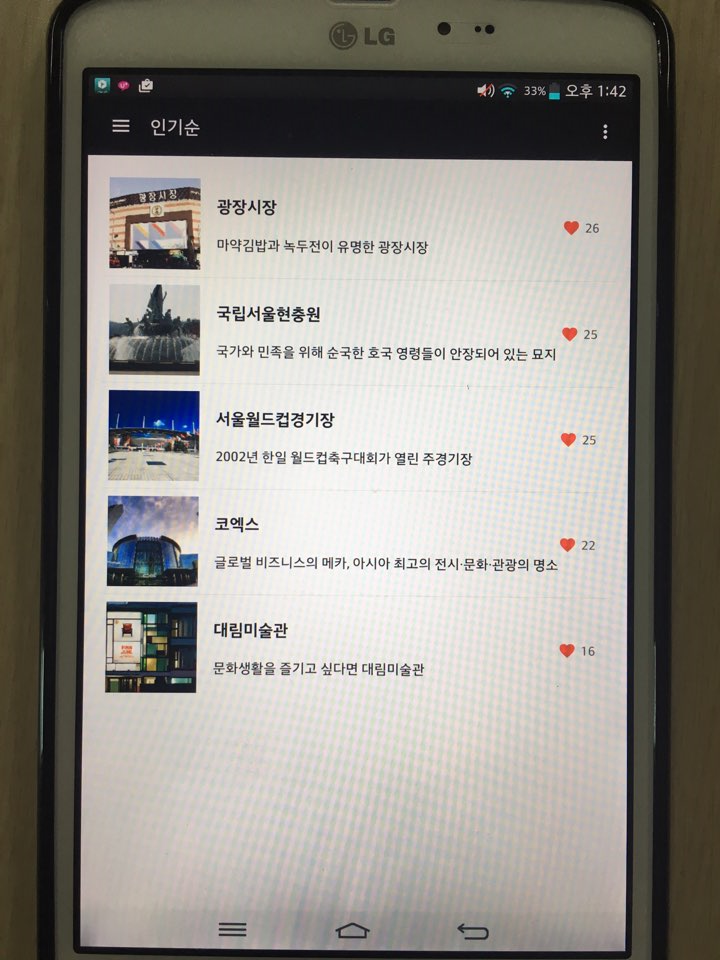 LG
33% 오후 1:42
인기순
광장시장
광장시장
26
마약김밥과 녹두전이 유명한 광장시장
국립서울현충원
25
국가와 민족을 위해 순국한 호국 영령들이 안장되어 있는 묘지
서울월드컵경기장
25
2002년 한일 월드컵축구대회가 열린 주경기장
코엑스
22
글로벌 비즈니스의 메카, 아시아 최고의 전시·문화·관광의 명소
대림미술관
16
문화생활을 즐기고 싶다면 대림미술관